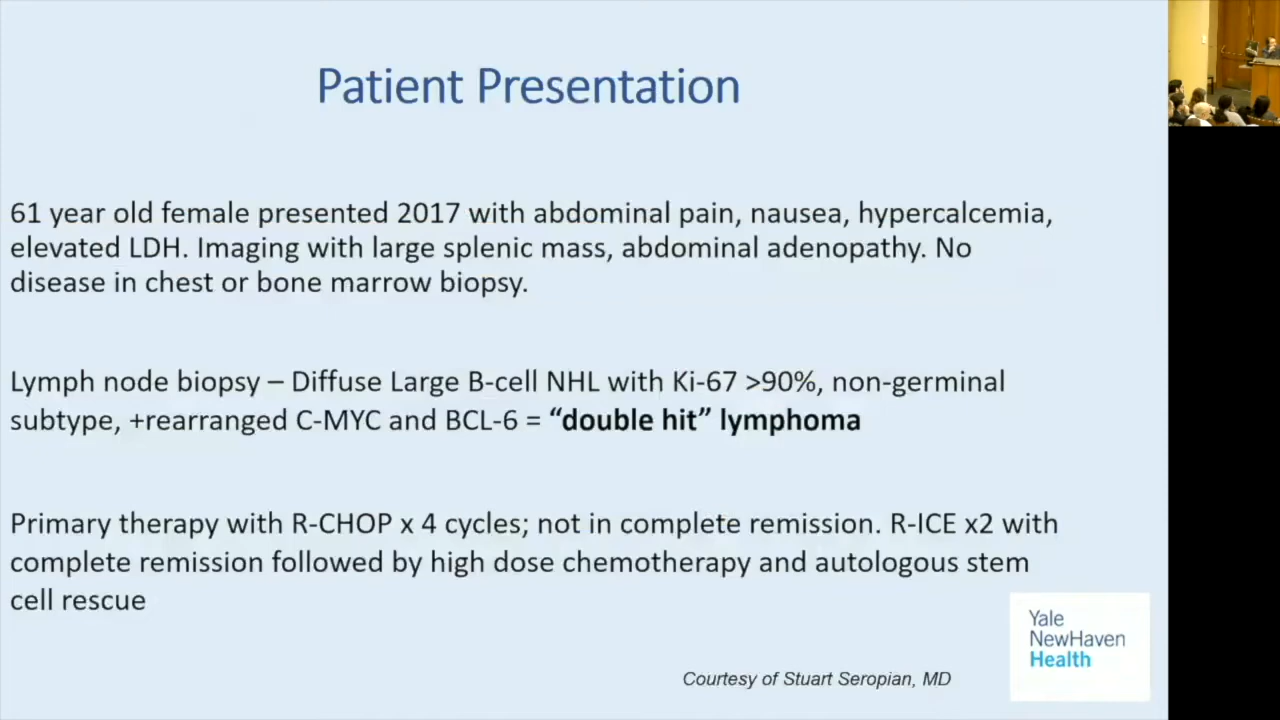 Patient Presentation
61 year old female presented 2017 with abdominal pain, nausea, hypercalcemia,
elevated LDH. Imaging with large splenic mass, abdominal adenopathy. No
disease in chest or bone marrow biopsy.
Lymph node biopsy – Diffuse Large B-cell NHL with Ki-67 >90%, non-germinal
subtype, +rearranged C-MYC and BCL-6 = “double hit” lymphoma
Primary therapy with R-CHOP x 4 cycles; not in complete remission. R-ICE x2 with
complete remission followed by high dose chemotherapy and autologous stem
cell rescue
Yale
NewHaven
Health
Courtesy of Stuart Seropian, MD